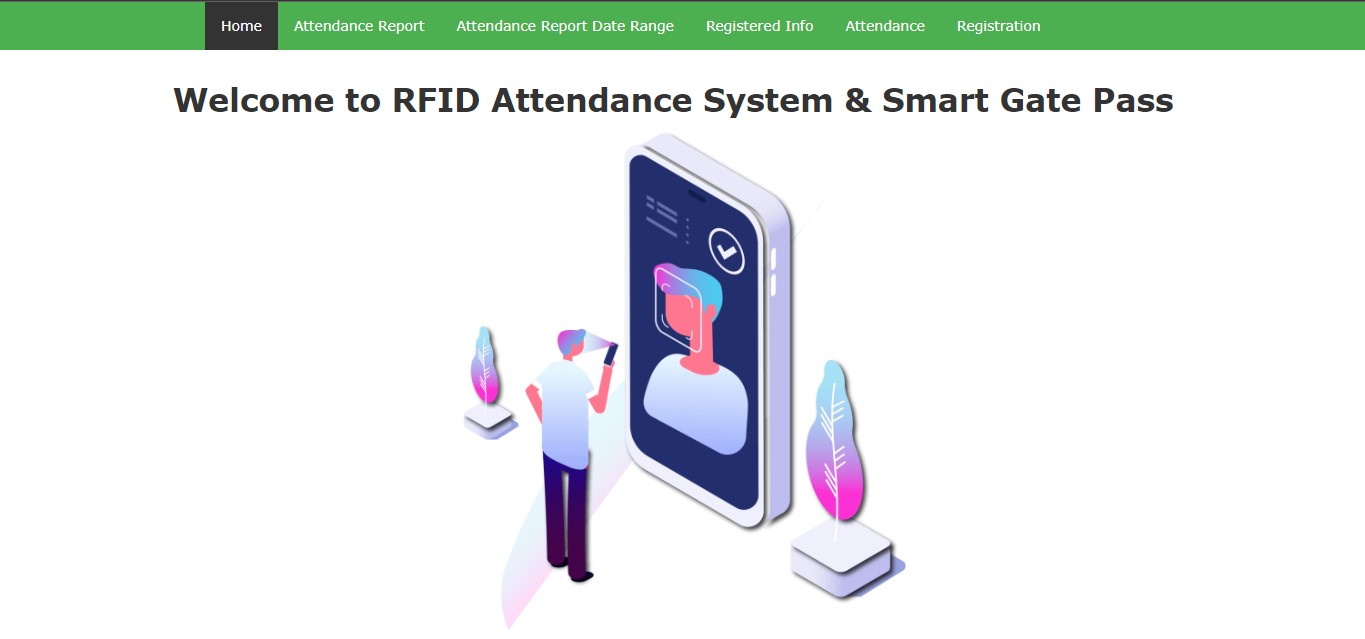 Home Attendance Report Attendance Report Date Range Registered Info Attendance Registration
Welcome to RFID Attendance System & Smart Gate Pass